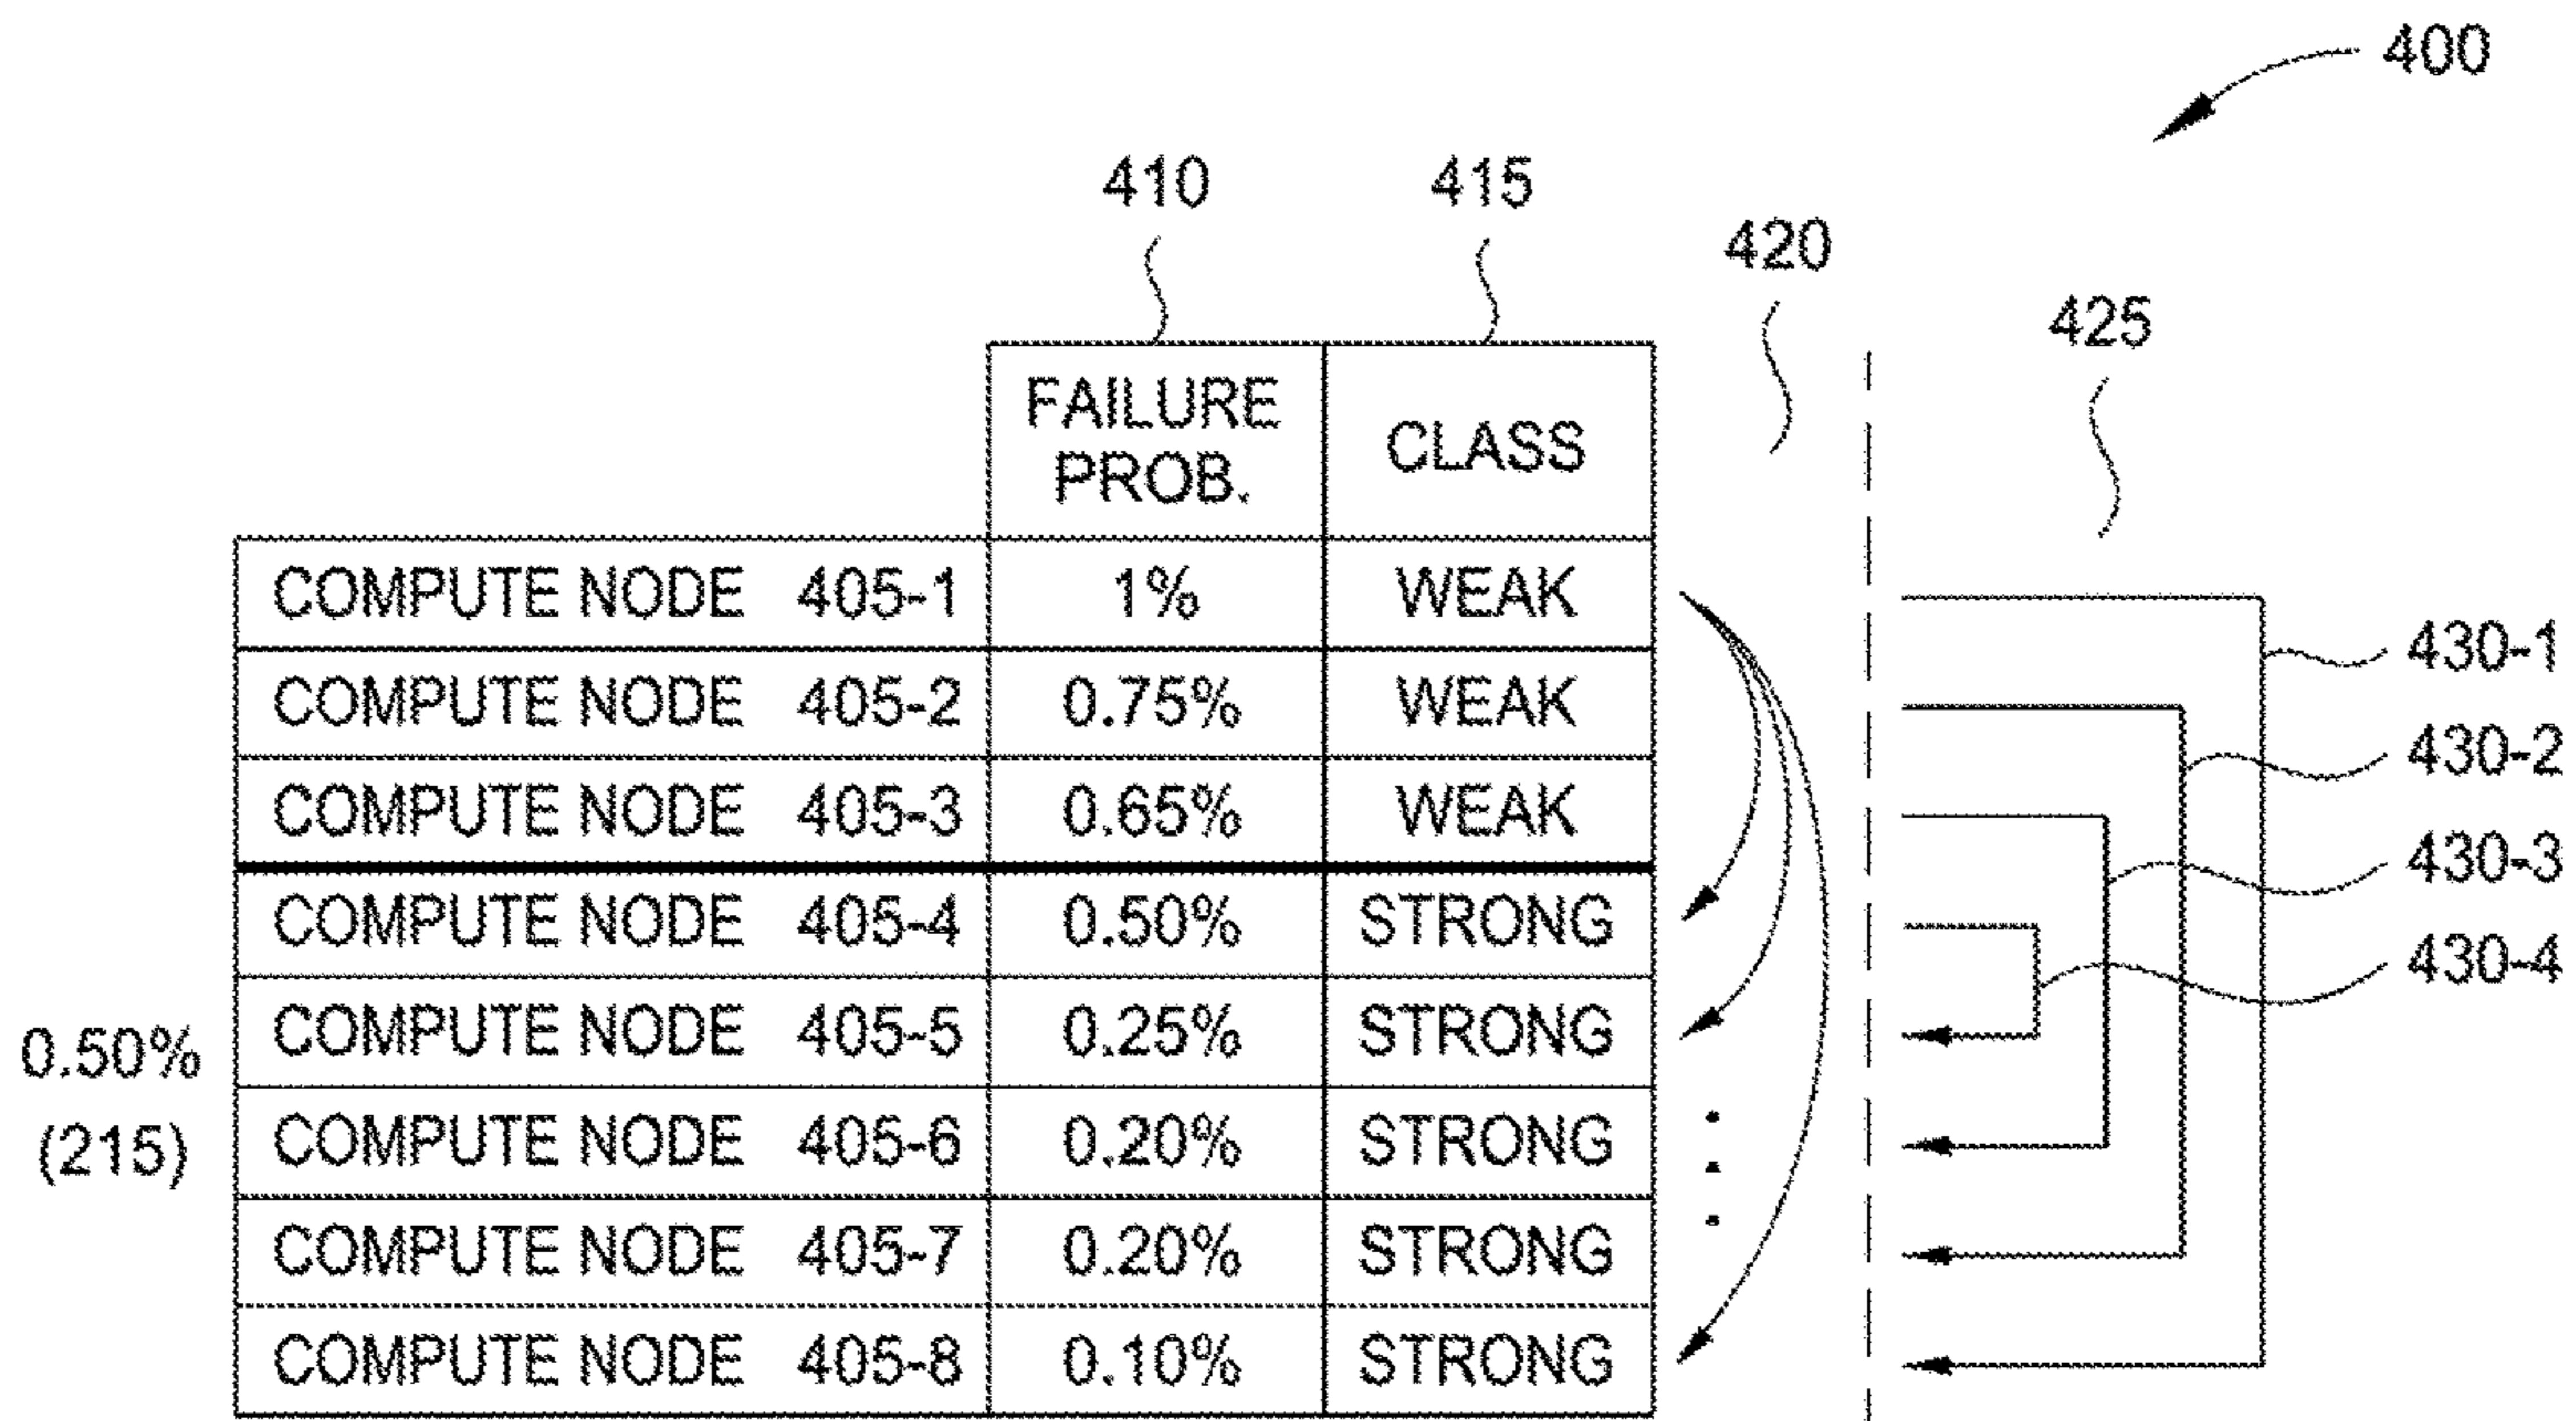 400
410
415
420
425
FAILURE PROB.
CLASS
COMPUTE NODE 405-1 1% WEAK
COMPUTE NODE 405-2 0.75% WEAK
COMPUTE NODE 405-3 0.65% WEAK
COMPUTE NODE 405-4 0.50% STRONG
COMPUTE NODE 405-5 0.25% STRONG
COMPUTE NODE 405-6 0.20% STRONG
COMPUTE NODE 405-7 0.20% STRONG
COMPUTE NODE 405-8 0.10% STRONG
0.50%
(215)
430-1
430-2
430-3
430-4